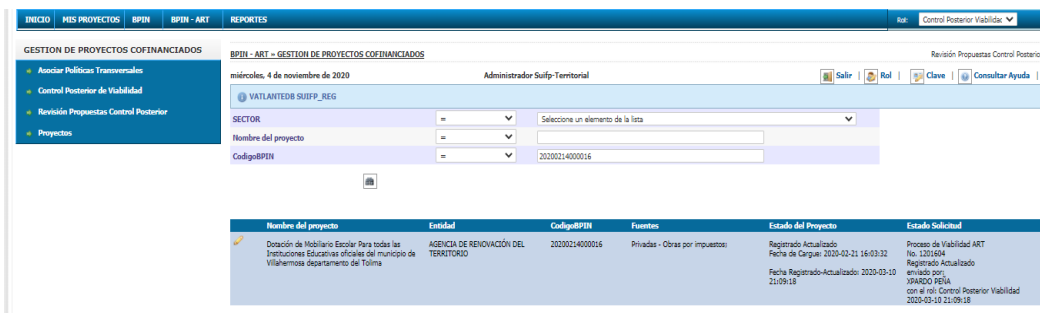 INICIO MIS PROYECTOS BPIN BPIN - ART REPORTES Rol: Control Posterior Viabilidac
GESTION DE PROYECTOS COFINANCIADOS
Asociar Políticas Transversales
Control Posterior de Viabilidad
Revisión Propuestas Control Posterior
Proyectos
BPIN - ART » GESTION DE PROYECTOS COFINANCIADOS Revisión Propuestas Control Posterio
miércoles, 4 de noviembre de 2020 Administrador Suifp-Territorial Salir | Rol | Clave | Consultar Ayuda |
VATLANTEDB SUIFP_REG
SECTOR = Seleccione un elemento de la lista
Nombre del proyecto =
CodigoBPIN = 20200214000016
Nombre del proyecto Entidad CodigoBPIN Fuentes Estado del Proyecto Estado Solicitud
Dotación de Mobiliario Escolar Para todas las AGENCIA DE RENOVACIÓN DEL 20200214000016 Privadas - Obras por impuestos: Registrado Actualizado Proceso de Viabilidad ART
Instituciones Educativas oficiales del municipio de TERRITORIO Fecha de Cargue: 2020-02-21 16:03:32 No. 1201604
Villahermosa departamento del Tolima Registrado Actualizado
Fecha Registrado-Actualizado: 2020-03-10 enviado por:
21:09:18 XPARDO PEÑA
con el rol: Control Posterior Viabilidad
2020-03-10 21:09:18